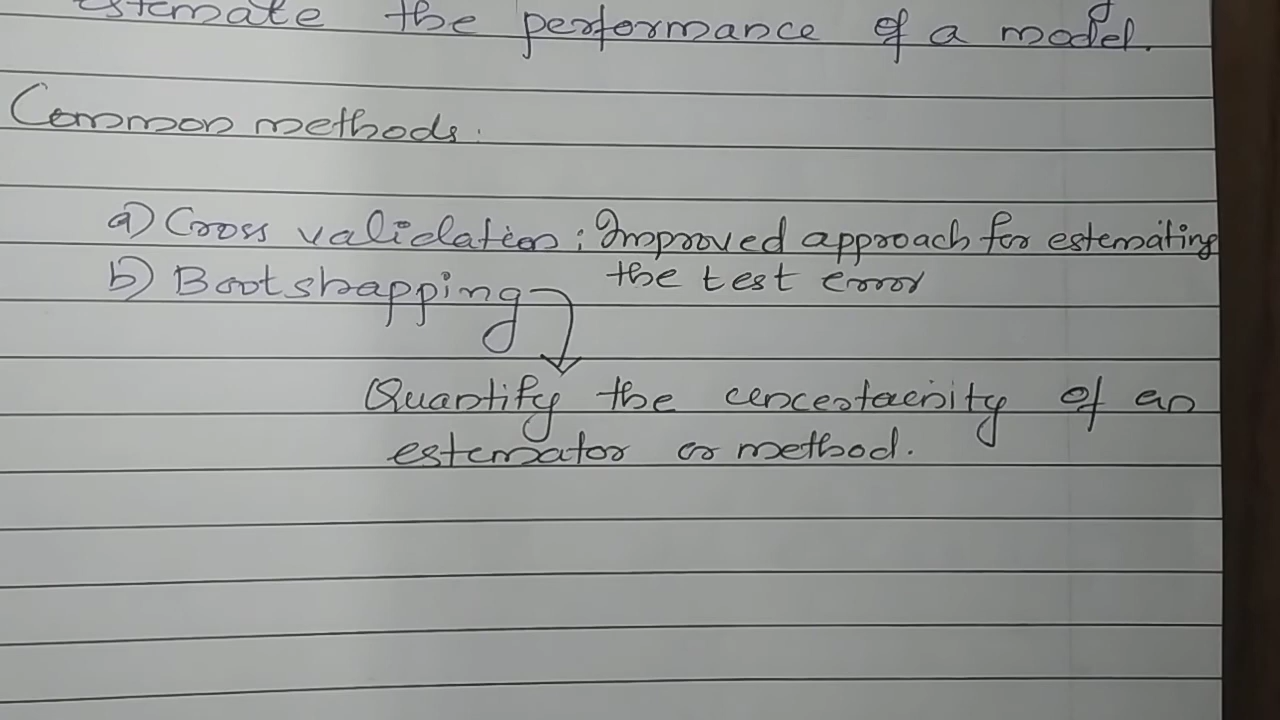 estimate the performance of a model.
Common methods.
a) Cross validation : Improved approach for estimating
b) Bootstrapping the test error
Quantify the uncertainity of an
estimator or method.